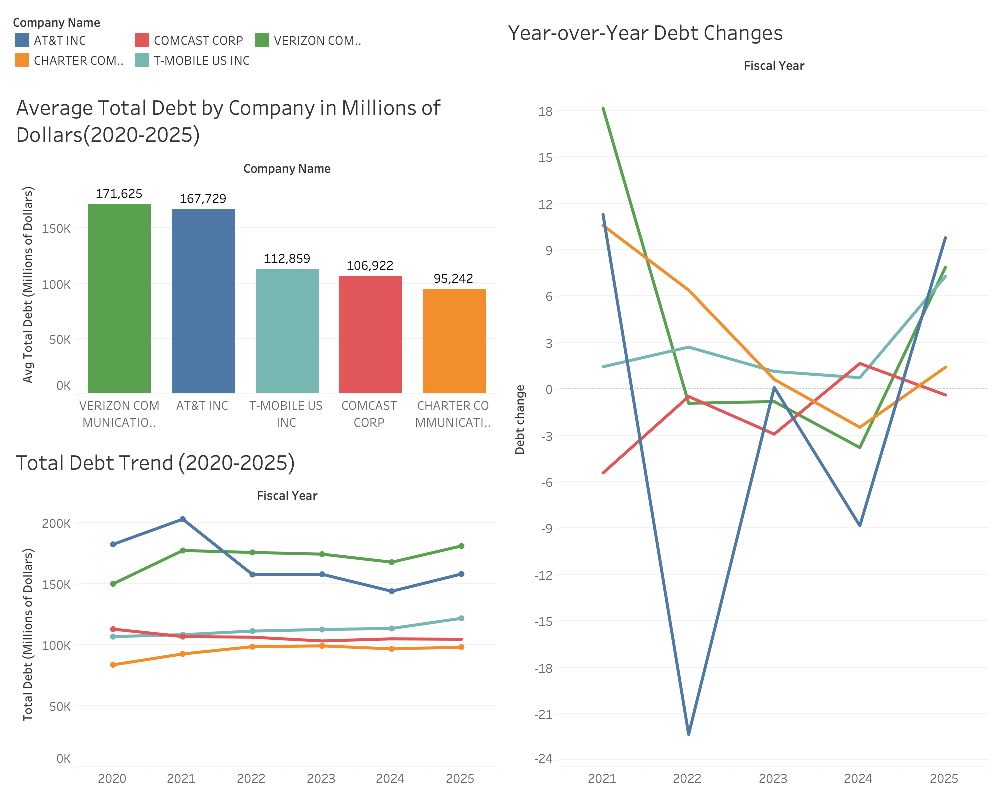 Company Name
AT&T INC
COMCAST CORP
VERIZON COM..
CHARTER COM..
T-MOBILE US INC
Average Total Debt by Company in Millions of
Dollars(2020-2025)
Company Name
Avg Total Debt (Millions of Dollars)
150K
100K
50K
0K
171,625
167,729
112,859
106,922
95,242
VERIZON COM
MUNICATIO..
AT&T INC
T-MOBILE US
INC
COMCAST
CORP
CHARTER CO
MMUNICATI..
Total Debt Trend (2020-2025)
Fiscal Year
Total Debt (Millions of Dollars)
200K
150K
100K
50K
0K
2020
2021
2022
2023
2024
2025
Year-over-Year Debt Changes
Fiscal Year
Debt change
18
15
12
9
6
3
0
-3
-6
-9
-12
-15
-18
-21
-24
2021
2022
2023
2024
2025